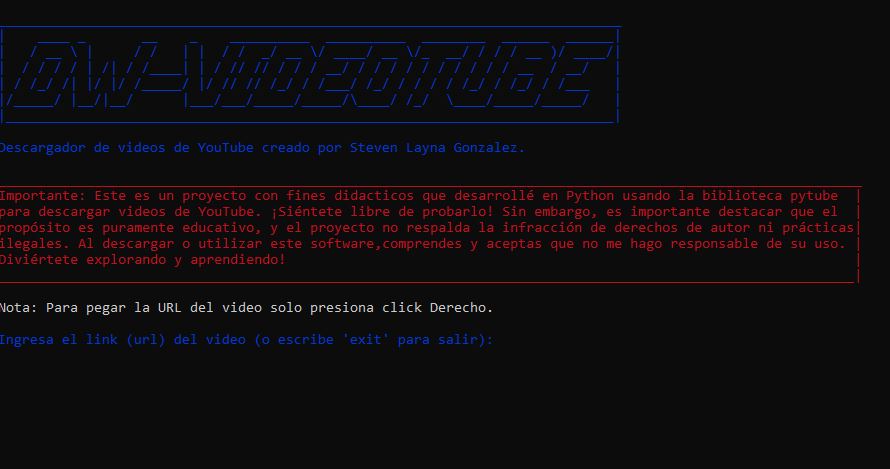 DW-VIDEOTUBE
Descargador de videos de YouTube creado por Steven Layna Gonzalez.
Importante: Este es un proyecto con fines didacticos que desarrollé en Python usando la biblioteca pytube
para descargar videos de YouTube. ¡Siéntete libre de probarlo! Sin embargo, es importante destacar que el
propósito es puramente educativo, y el proyecto no respalda la infracción de derechos de autor ni prácticas
ilegales. Al descargar o utilizar este software,comprendes y aceptas que no me hago responsable de su uso.
Diviértete explorando y aprendiendo!
Nota: Para pegar la URL del video solo presiona click Derecho.
Ingresa el link (url) del video (o escribe 'exit' para salir):